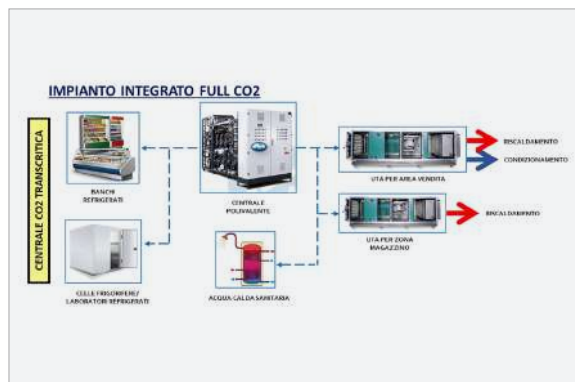 IMPIANTO INTEGRATO FULL CO2
CENTRALE CO2 TRANSCRITICA
BANCHI
REFRIGERATI
CELLE FRIGORIFERE/
LABORATORI REFRIGERATI
CENTRALE
POLIVALENTE
ACQUA CALDA SANITARIA
UTA PER AREA VENDITA
RISCALDAMENTO
CONDIZIONAMENTO
UTA PER ZONA
MAGAZZINO
RISCALDAMENTO